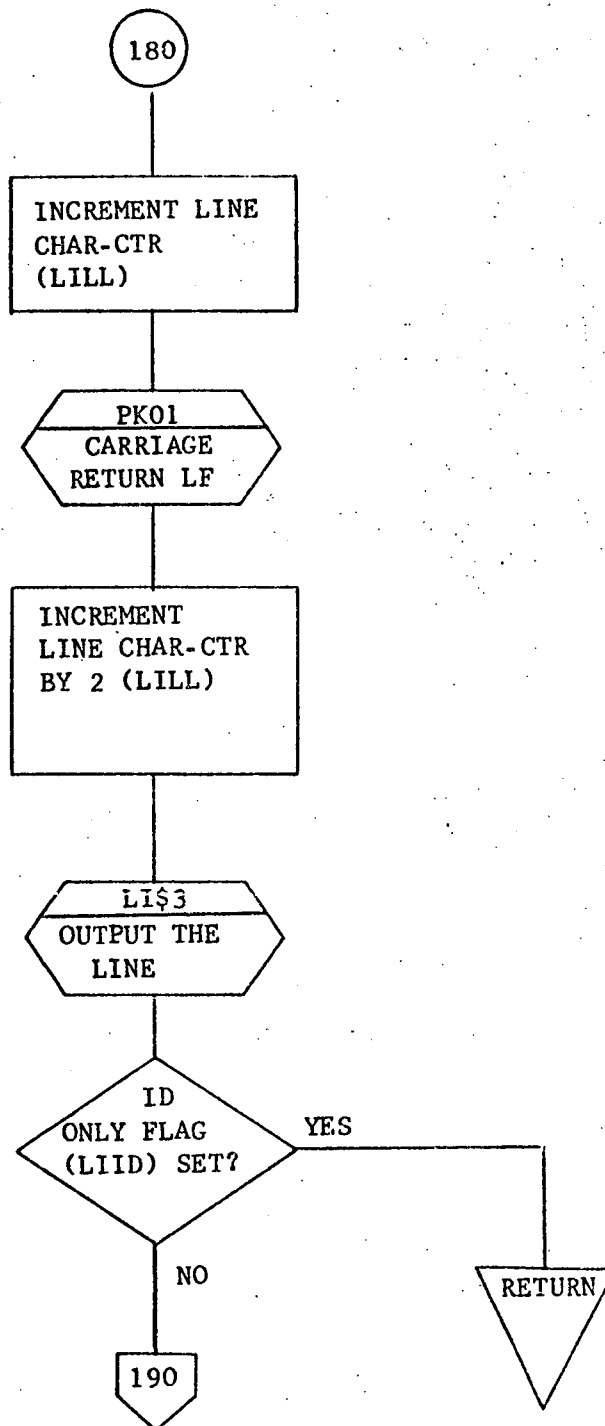 180
INCREMENT LINE
CHAR-CTR
(LILL)
PK01
CARRIAGE
RETURN LF
INCREMENT
LINE CHAR-CTR
BY 2 (LILL)
LI$3
OUTPUT THE
LINE
ID
ONLY FLAG
(LIID) SET?
YES
NO
RETURN
190